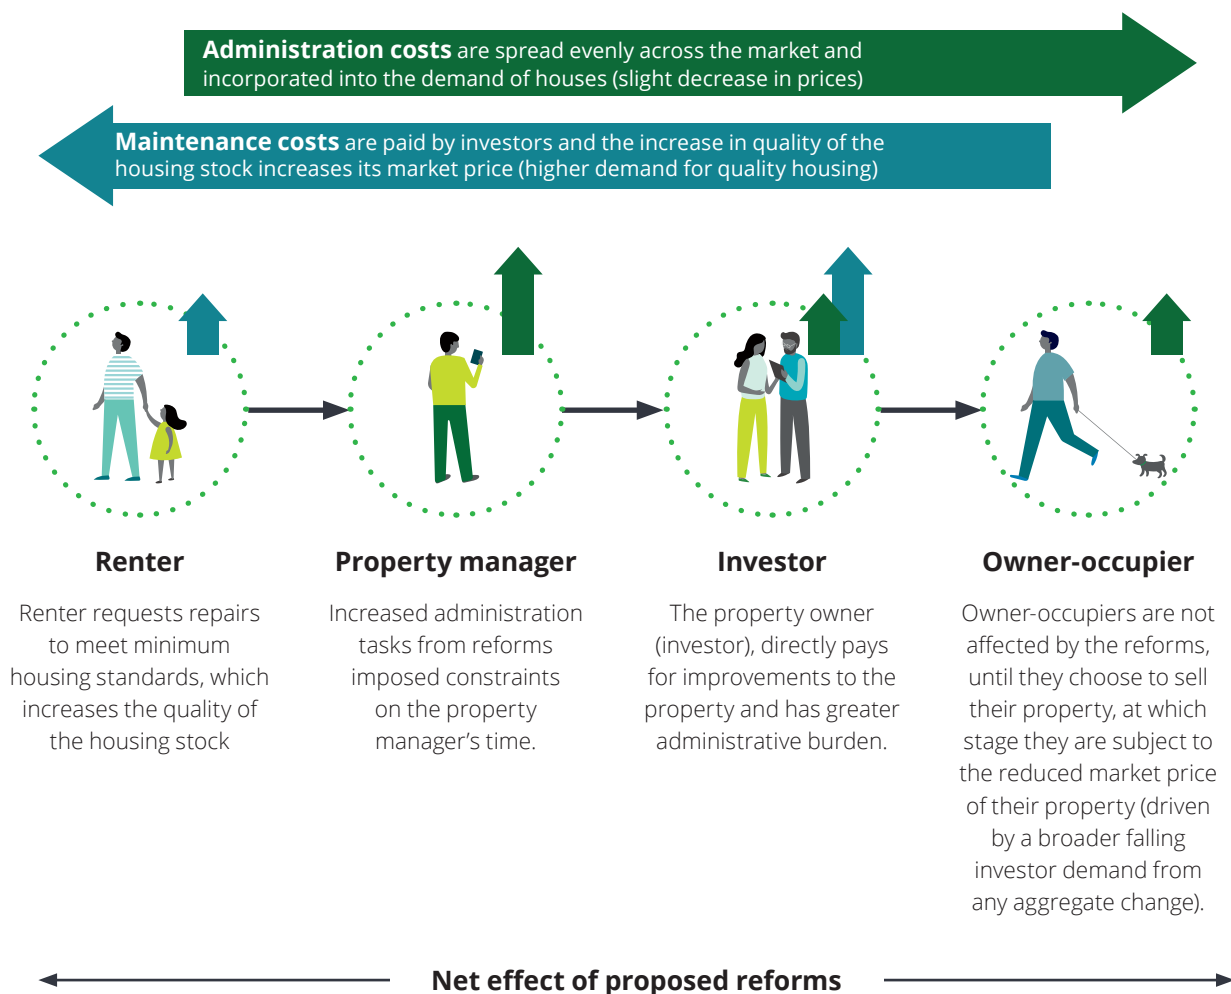 Administration costs are spread evenly across the market and
incorporated into the demand of houses (slight decrease in prices)
Maintenance costs are paid by investors and the increase in quality of the
housing stock increases its market price (higher demand for quality housing)
Renter
Renter requests repairs
to meet minimum
housing standards, which
increases the quality of
the housing stock
Property manager
Increased administration
tasks from reforms
imposed constraints
on the property
manager’s time.
Investor
The property owner
(investor), directly pays
for improvements to the
property and has greater
administrative burden.
Owner-occupier
Owner-occupiers are not
affected by the reforms,
until they choose to sell
their property, at which
stage they are subject to
the reduced market price
of their property (driven
by a broader falling
investor demand from
any aggregate change).
Net effect of proposed reforms